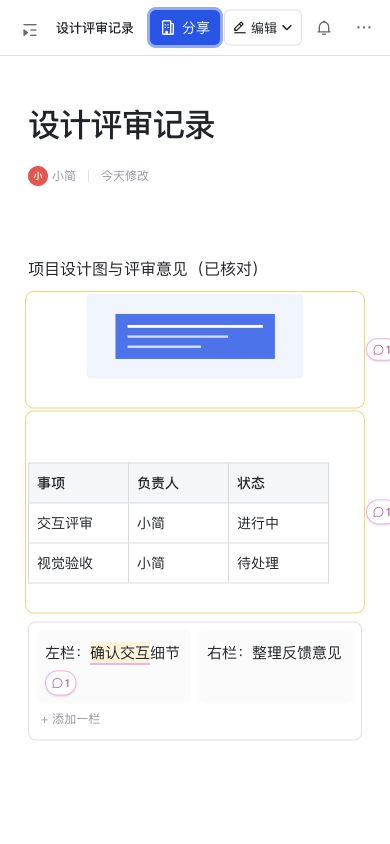 设计评审记录 分享 编辑
设计评审记录
小 小简 今天修改
项目设计图与评审意见（已核对）
1
事项 负责人 状态
交互评审 小简 进行中
1
视觉验收 小简 待处理
左栏：确认交互细节 右栏：整理反馈意见
1
+ 添加一栏